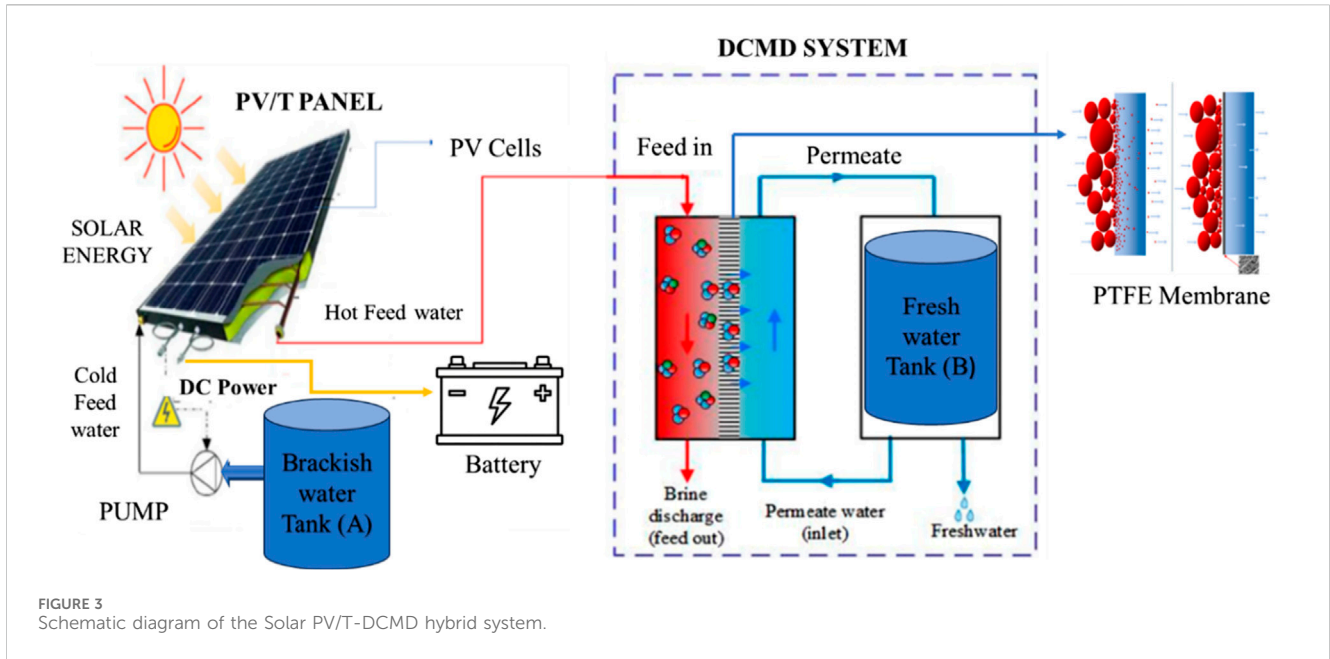 DCMD SYSTEM
PV/T PANEL
PV Cells
Feed in
Permeate
SOLAR
ENERGY
Hot Feed water
Fresh
water
Tank (B)
PTFE Membrane
Cold
Feed
water
DC Power
Battery
Brackish
water
Tank (A)
PUMP
Brine
discharge
(feed out)
Permeate water
(inlet)
Freshwater
FIGURE 3
Schematic diagram of the Solar PV/T-DCMD hybrid system.